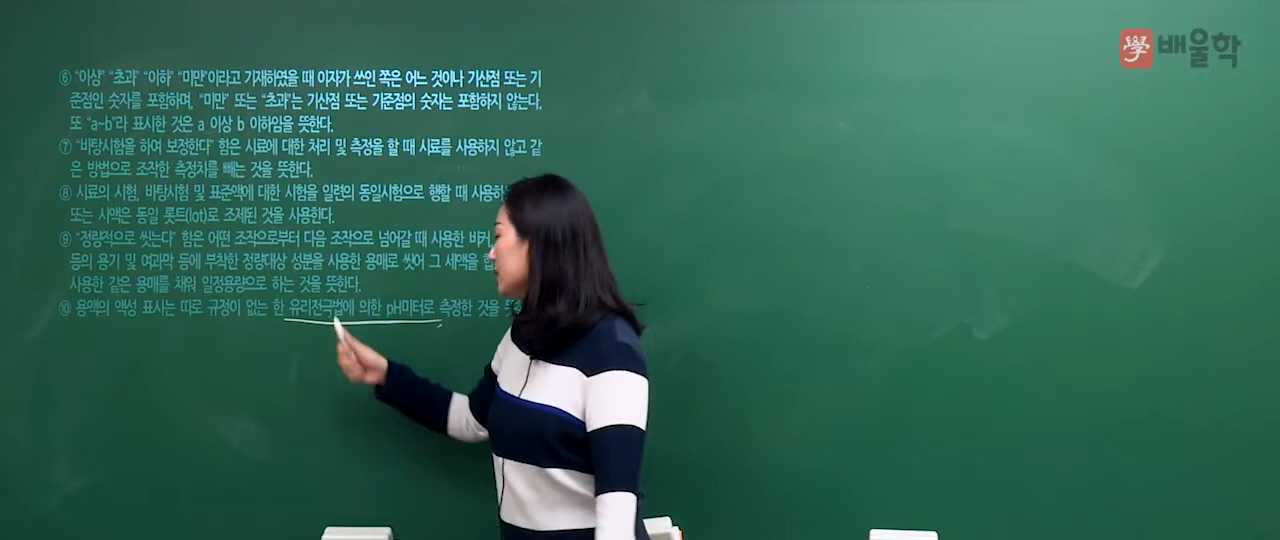 學 배울학
⑥ “이상” “초과” “이하” “미만”이라고 기재하였을 때 이자가 쓰인 쪽은 어느 것이나 기산점 또는 기
준점인 숫자를 포함하며, “미만” 또는 “초과”는 기산점 또는 기준점의 숫자는 포함하지 않는다.
또 “a~b”라 표시한 것은 a 이상 b 이하임을 뜻한다.
⑦ “바탕시험을 하여 보정한다” 함은 시료에 대한 처리 및 측정을 할 때 시료를 사용하지 않고 같
은 방법으로 조작한 측정치를 빼는 것을 뜻한다.
⑧ 시료의 시험, 바탕시험 및 표준액에 대한 시험을 일련의 동일시험으로 행할 때 사용하는
또는 시액은 동일 롯트(lot)로 조제된 것을 사용한다.
⑨ “정량적으로 씻는다” 함은 어떤 조작으로부터 다음 조작으로 넘어갈 때 사용한 비커,
등의 용기 및 여과막 등에 부착한 정량대상 성분을 사용한 용매로 씻어 그 세액을 합
사용한 같은 용매를 채워 일정용량으로 하는 것을 뜻한다.
⑩ 용액의 액성 표시는 따로 규정이 없는 한 유리전극법에 의한 pH미터로 측정한 것을